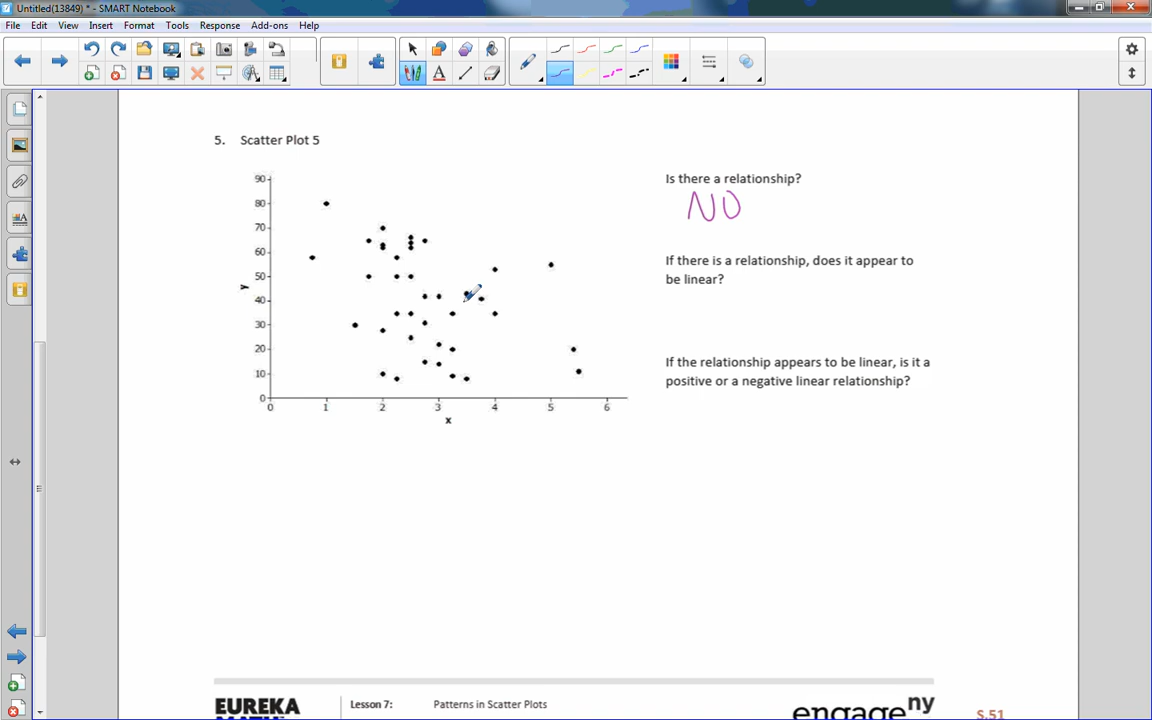 Untitled(13849) * - SMART Notebook
File Edit View Insert Format Tools Response Add-ons Help
5. Scatter Plot 5
Is there a relationship?
NO
If there is a relationship, does it appear to
be linear?
If the relationship appears to be linear, is it a
positive or a negative linear relationship?
90
80
70
60
50
40
30
20
10
0
y
0 1 2 3 4 5 6
x
EUREKA
MATH
Lesson 7: Patterns in Scatter Plots
engageny
S.51